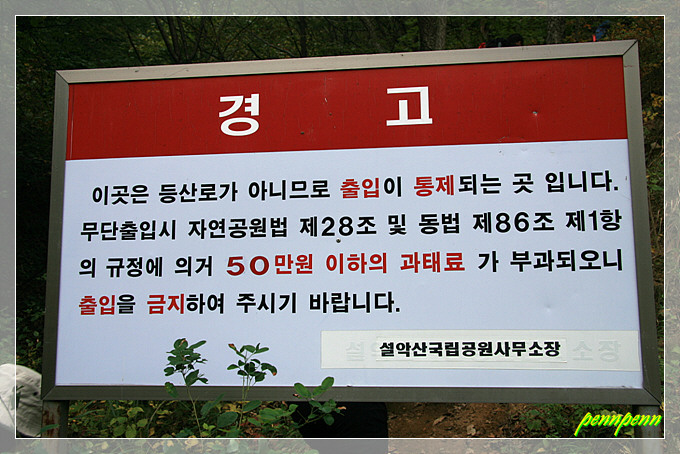 경 고
이곳은 등산로가 아니므로 출입이 통제되는 곳 입니다.
무단출입시 자연공원법 제28조 및 동법 제86조 제1항
의 규정에 의거 50만원 이하의 과태료 가 부과되오니
출입을 금지하여 주시기 바랍니다.
설악산국립공원사무소장
pennpenn